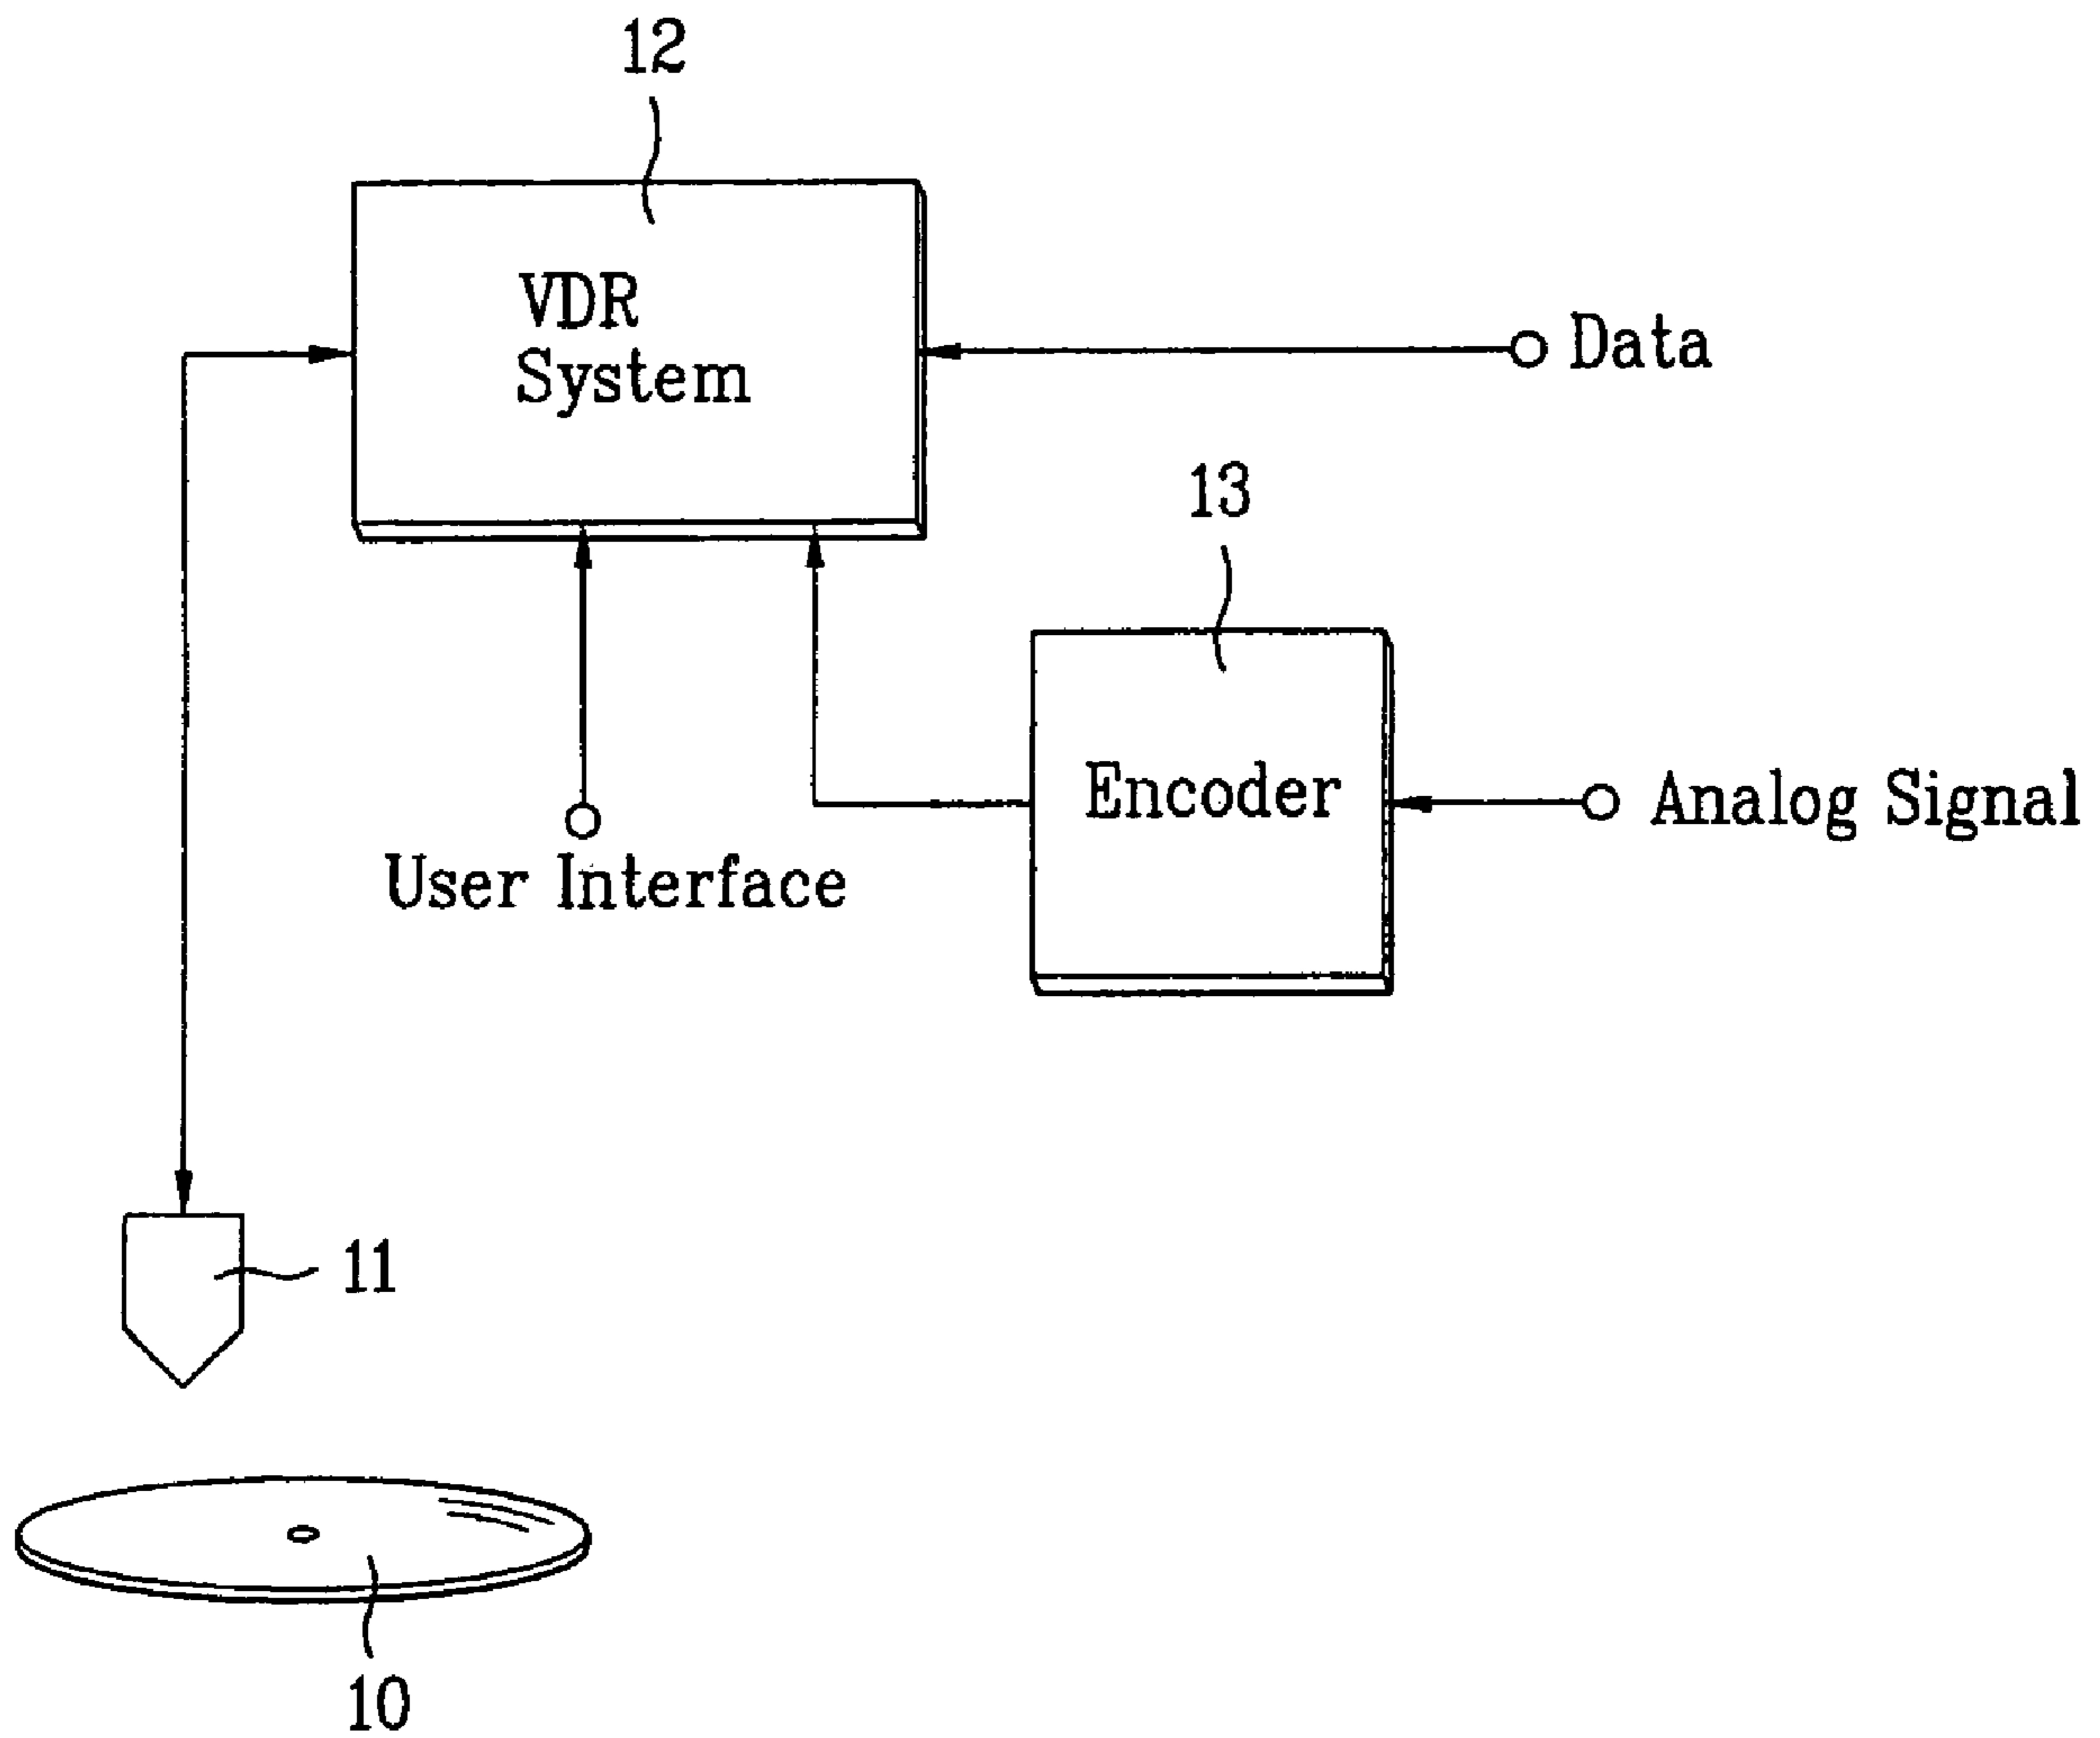 12
VDR
System
Data
13
Encoder
Analog Signal
User Interface
11
10